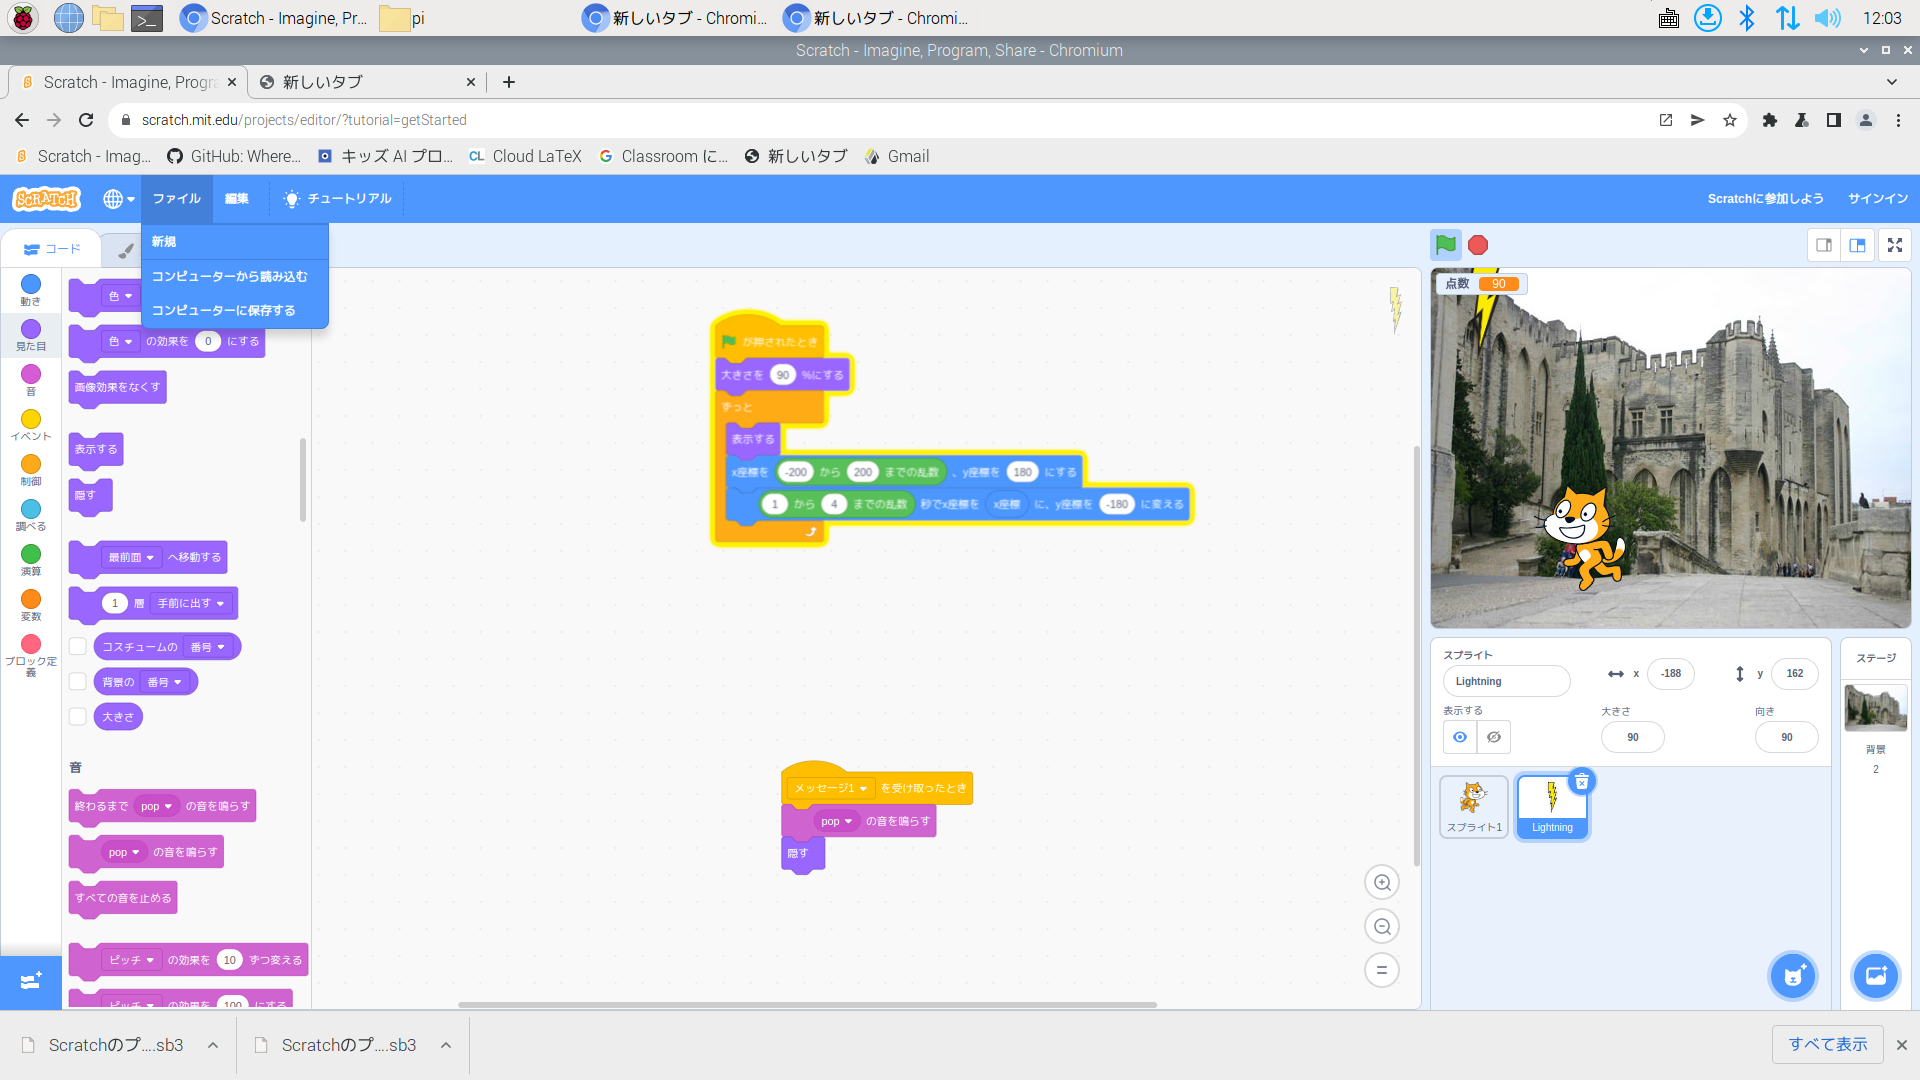 Scratch - Imagine, Pr...
pi
新しいタブ - Chromi...
新しいタブ - Chromi...
12:03
Scratch - Imagine, Program, Share - Chromium
Scratch - Imagine, Progra
新しいタブ
scratch.mit.edu/projects/editor/?tutorial=getStarted
Scratch - Imag...
GitHub: Where...
キッズ AI プロ...
CL Cloud LaTeX
Classroom に...
新しいタブ
Gmail
SCRATCH
ファイル
編集
チュートリアル
Scratchに参加しよう
サインイン
新規
コンピューターから読み込む
コンピューターに保存する
コード
動き
見た目
音
イベント
制御
調べる
演算
変数
ブロック定義
色
色 の効果を 0 にする
画像効果をなくす
表示する
隠す
最前面 へ移動する
1 層 手前に出す
コスチュームの 番号
背景の 番号
大きさ
音
終わるまで pop の音を鳴らす
pop の音を鳴らす
すべての音を止める
ピッチ の効果を 10 ずつ変える
ピッチ の効果を 100 にする
が押されたとき
大きさを 90 %にする
ずっと
表示する
x座標を -200 から 200 までの乱数 、y座標を 180 にする
1 から 4 までの乱数 秒でx座標を x座標 に、y座標を -180 に変える
メッセージ1 を受け取ったとき
pop の音を鳴らす
隠す
点数 90
スプライト
Lightning
x -188
y 162
表示する
大きさ
向き
90
90
スプライト1
Lightning
ステージ
背景
2
Scratchのプ....sb3
Scratchのプ....sb3
すべて表示